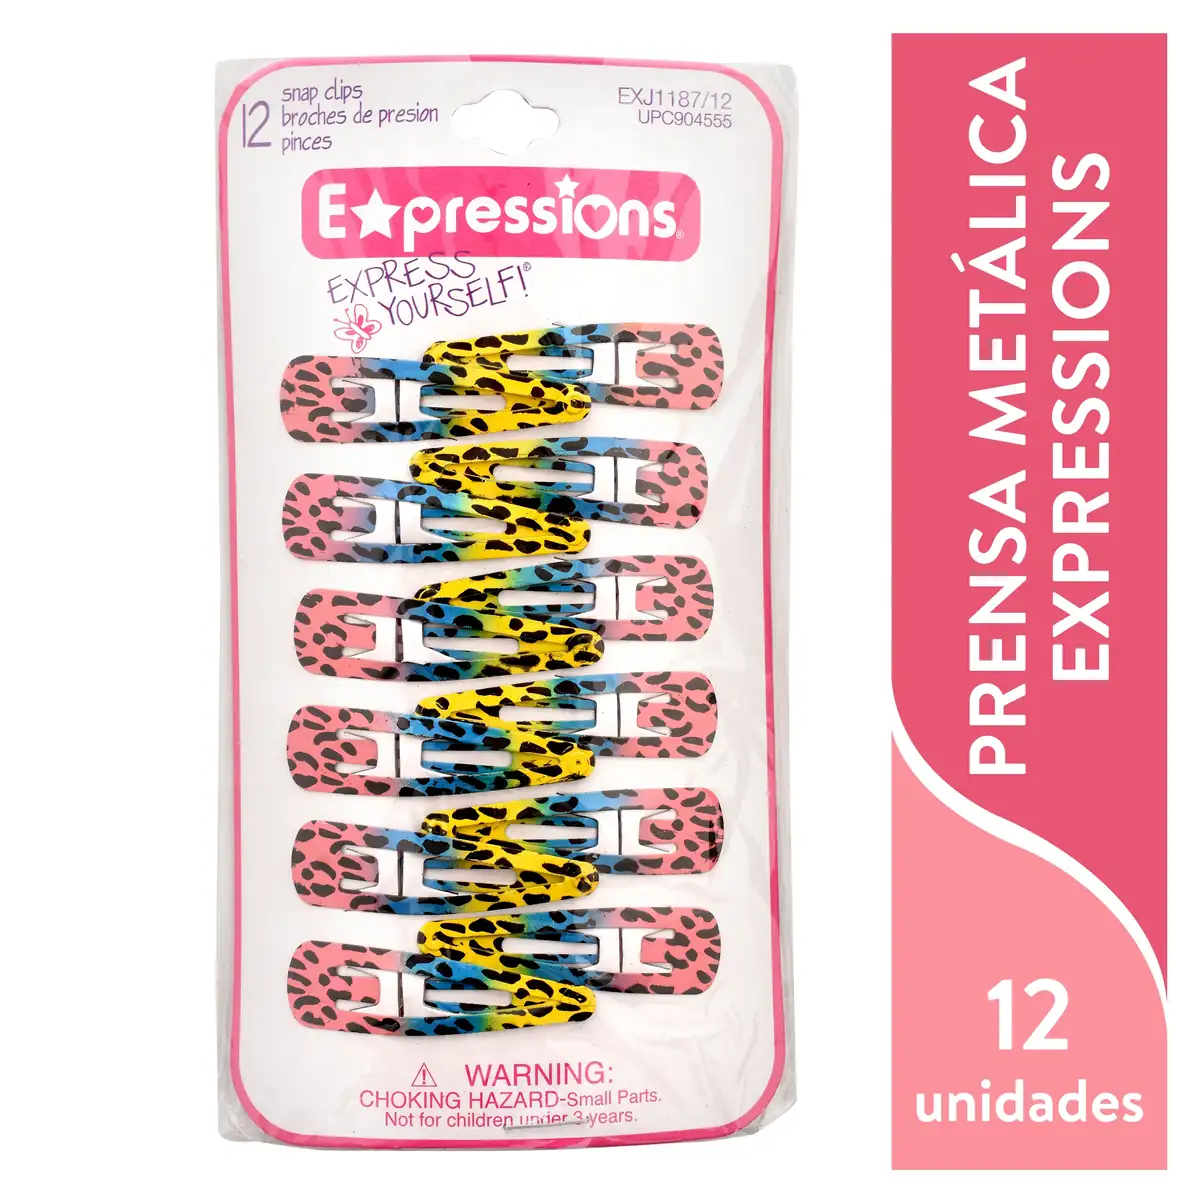 12
snap clips
broches de presion
pinces
EXJ1187/12
UPC904555
Expressions®
EXPRESS
YOURSELF!®
⚠ WARNING:
CHOKING HAZARD-Small Parts.
Not for children under 3 years.
PRENSA METÁLICA
EXPRESSIONS
12
unidades